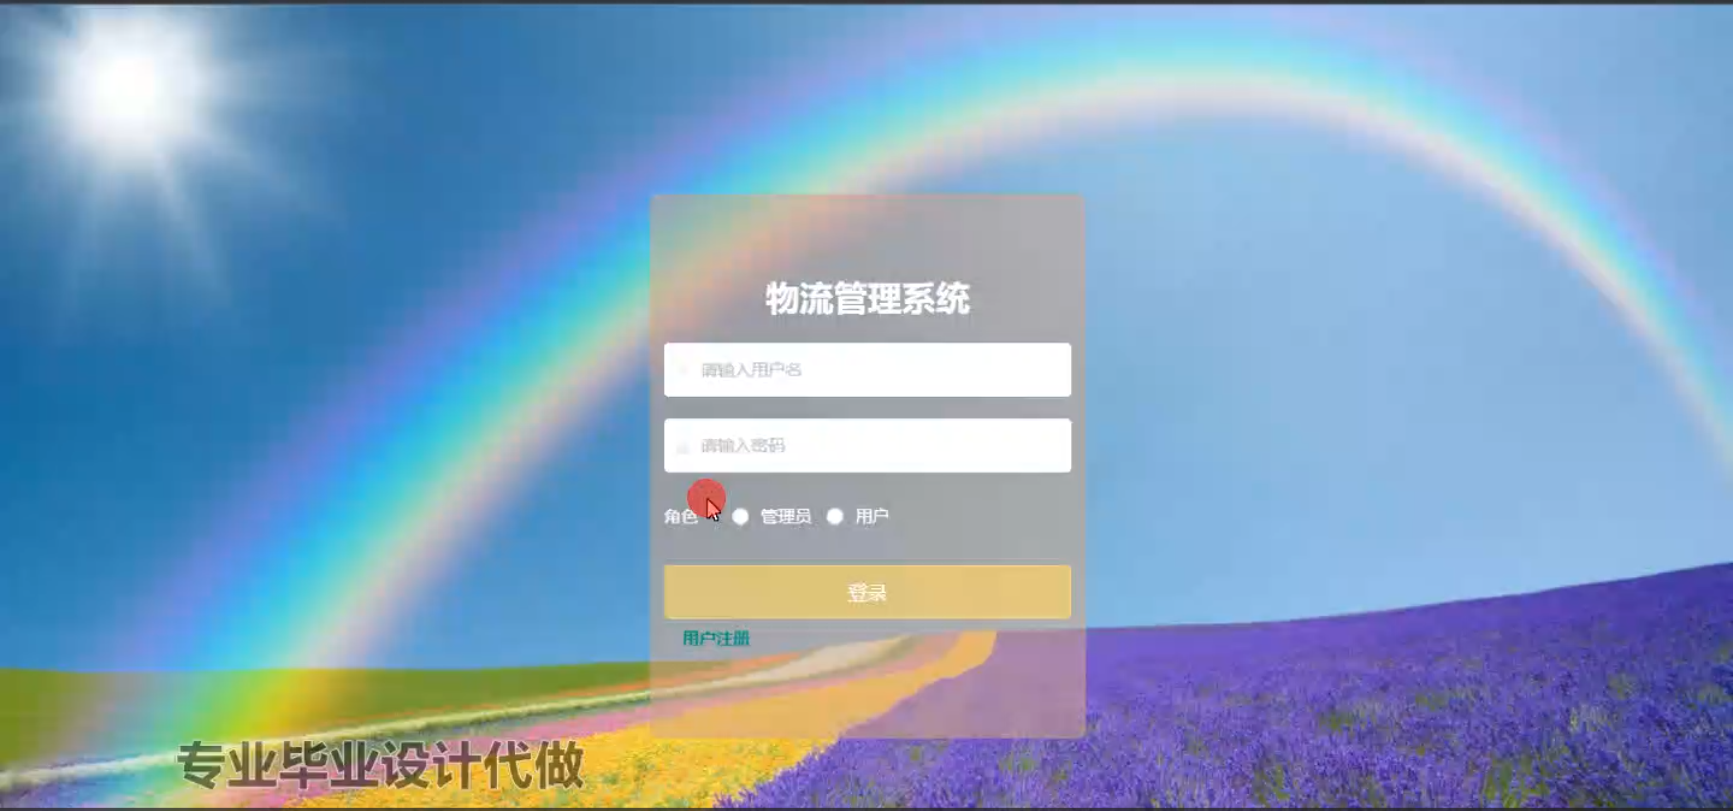 物流管理系统
请输入用户名
请输入密码
角色 管理员 用户
登录
用户注册
专业毕业设计代做